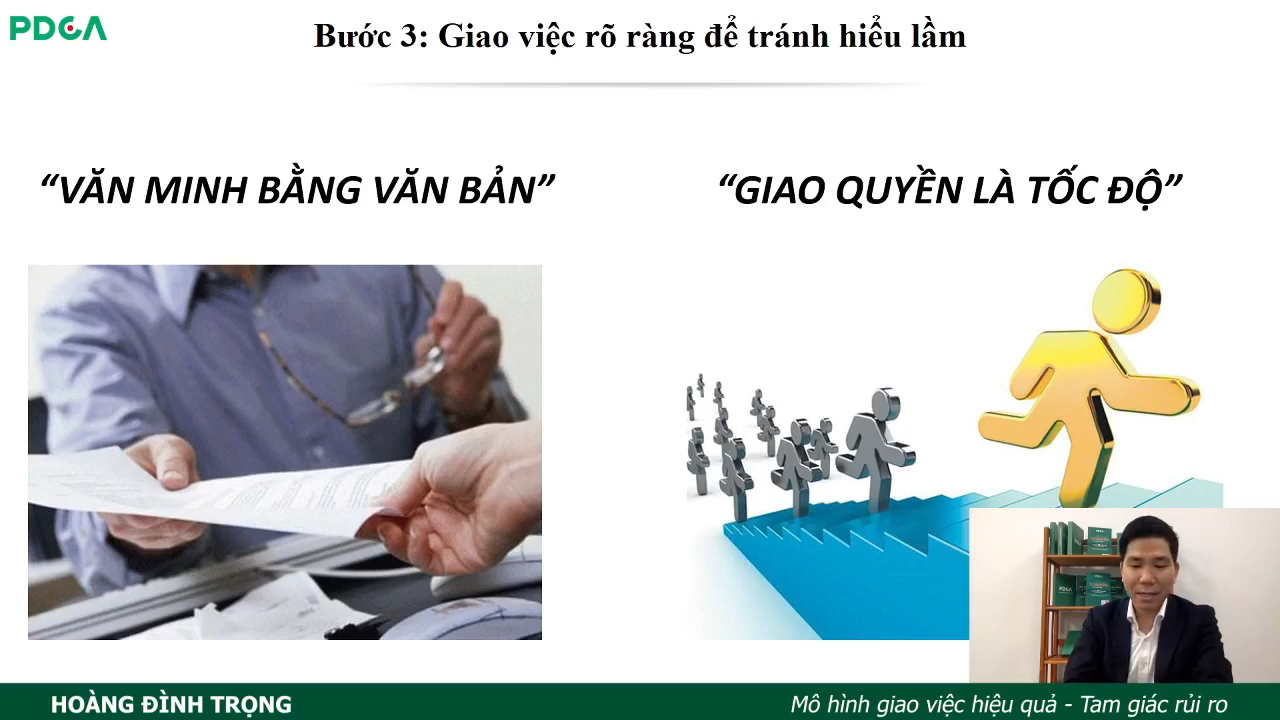 PDCA
Bước 3: Giao việc rõ ràng để tránh hiểu lầm
“VĂN MINH BẰNG VĂN BẢN”
“GIAO QUYỀN LÀ TỐC ĐỘ”
HOÀNG ĐÌNH TRỌNG
Mô hình giao việc hiệu quả - Tam giác rủi ro